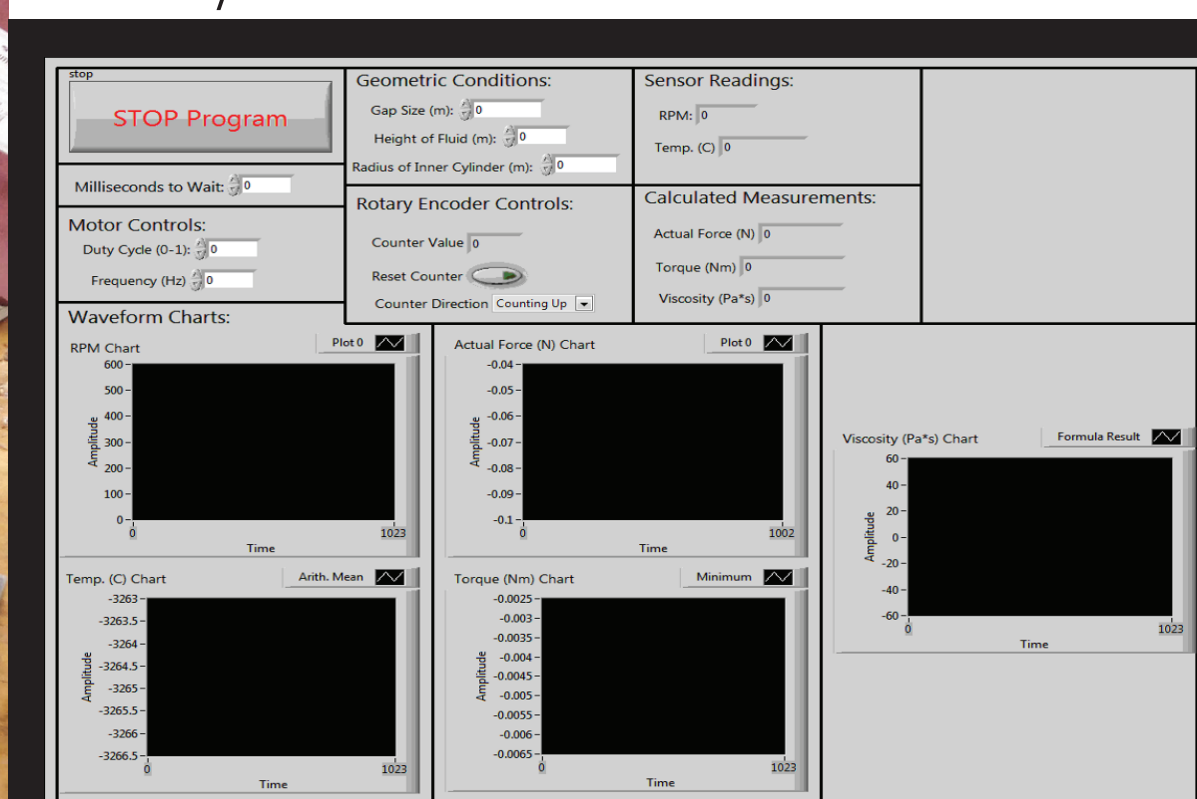 stop
STOP Program
Milliseconds to Wait: 0
Motor Controls:
Duty Cycle (0-1): 0
Frequency (Hz) 0
Geometric Conditions:
Gap Size (m): 0
Height of Fluid (m): 0
Radius of Inner Cylinder (m): 0
Rotary Encoder Controls:
Counter Value 0
Reset Counter
Counter Direction Counting Up
Sensor Readings:
RPM: 0
Temp. (C) 0
Calculated Measurements:
Actual Force (N) 0
Torque (Nm) 0
Viscosity (Pa*s) 0
Waveform Charts:
RPM Chart Plot 0
600
500
400
300
200
100
0
Amplitude
0 1023
Time
Actual Force (N) Chart Plot 0
-0.04
-0.05
-0.06
-0.07
-0.08
-0.09
-0.1
Amplitude
0 1002
Time
Viscosity (Pa*s) Chart Formula Result
60
40
20
0
-20
-40
-60
Amplitude
0 1023
Time
Temp. (C) Chart Arith. Mean
-3263
-3263.5
-3264
-3264.5
-3265
-3265.5
-3266
-3266.5
Amplitude
0 1023
Time
Torque (Nm) Chart Minimum
-0.0025
-0.003
-0.0035
-0.004
-0.0045
-0.005
-0.0055
-0.006
-0.0065
Amplitude
0 1023
Time